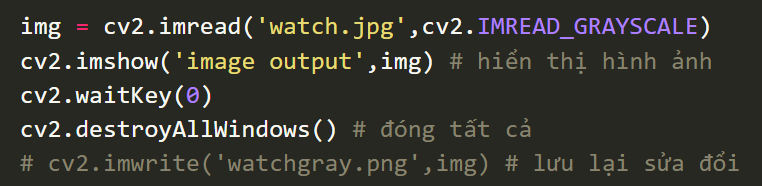 img = cv2.imread('watch.jpg',cv2.IMREAD_GRAYSCALE)
cv2.imshow('image output',img) # hiển thị hình ảnh
cv2.waitKey(0)
cv2.destroyAllWindows() # đóng tất cả
# cv2.imwrite('watchgray.png',img) # lưu lại sửa đổi